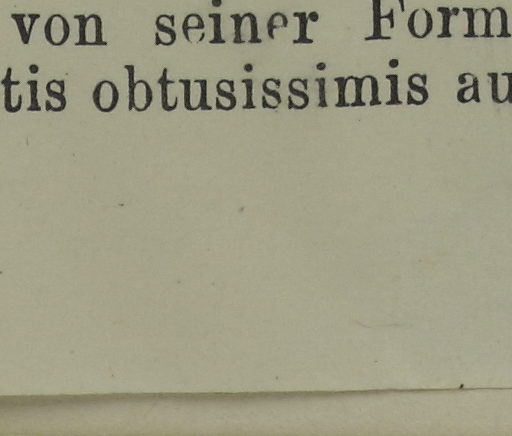 von seiner Form
tis obtusissimis au